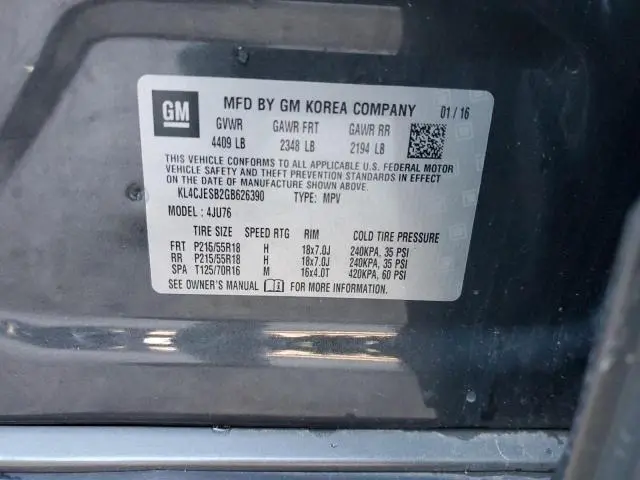 GM
MFD BY GM KOREA COMPANY 01 / 16
GVWR GAWR FRT GAWR RR
4409 LB 2348 LB 2194 LB
THIS VEHICLE CONFORMS TO ALL APPLICABLE U.S. FEDERAL MOTOR
VEHICLE SAFETY AND THEFT PREVENTION STANDARDS IN EFFECT
ON THE DATE OF MANUFACTURE SHOWN ABOVE.
KL4CJESB2GB626390 TYPE: MPV
MODEL: 4JU76
TIRE SIZE SPEED RTG RIM COLD TIRE PRESSURE
FRT P215/55R18 H 18x7.0J 240KPA, 35 PSI
RR P215/55R18 H 18x7.0J 240KPA, 35 PSI
SPA T125/70R16 M 16x4.0T 420KPA, 60 PSI
SEE OWNER'S MANUAL FOR MORE INFORMATION.